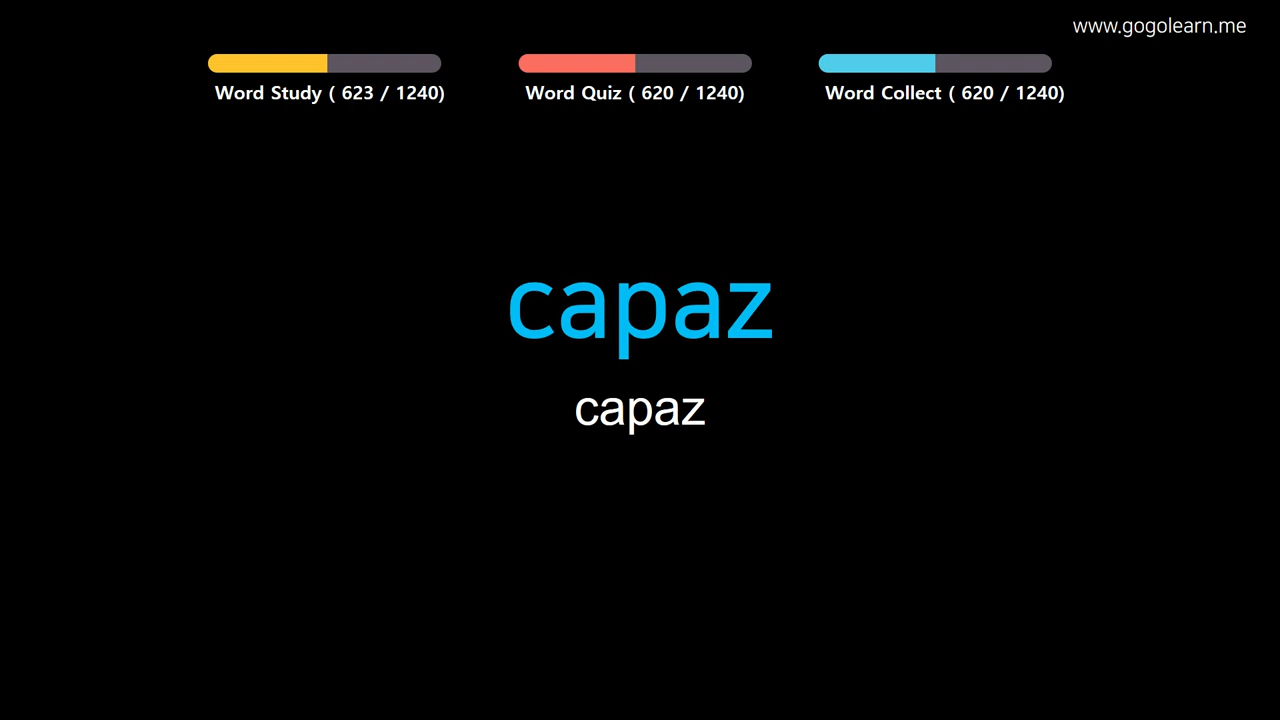 www.gogolearn.me
Word Study ( 623 / 1240)
Word Quiz ( 620 / 1240)
Word Collect ( 620 / 1240)
capaz
capaz